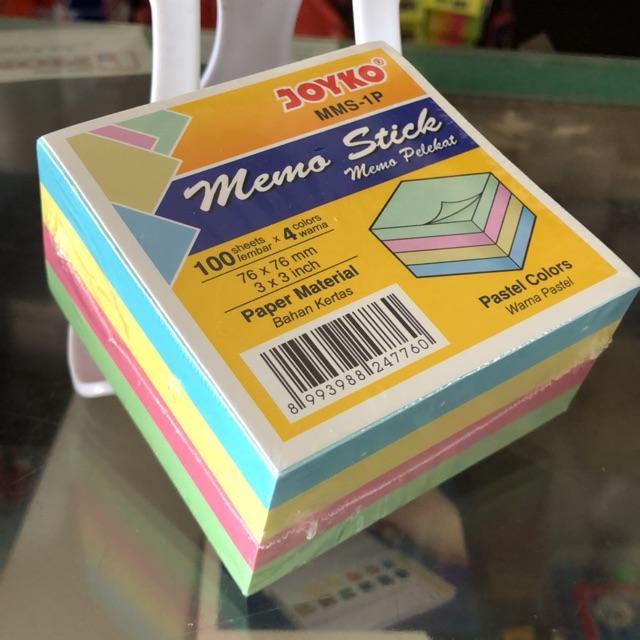 JOYKO®
MMS-1P
Memo Stick
Memo Pelekat
100 sheets lembar x 4 colors warna
76 x 76 mm
3 x 3 inch
Paper Material
Bahan Kertas
Pastel Colors
Warna Pastel
8 993988 247760